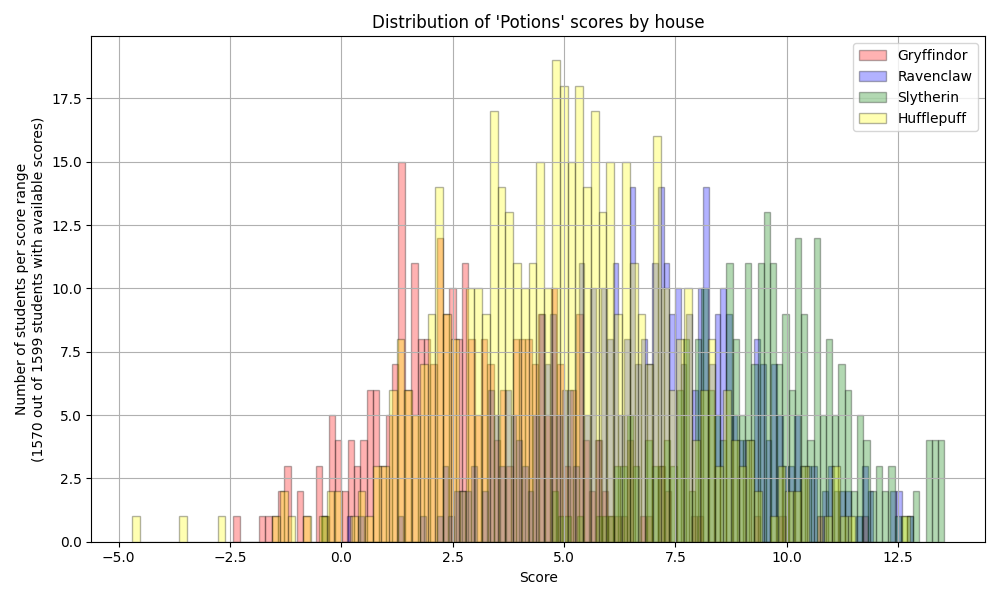 Distribution of 'Potions' scores by house
Number of students per score range
(1570 out of 1599 students with available scores)
17.5
15.0
12.5
10.0
7.5
5.0
2.5
0.0
Gryffindor
Ravenclaw
Slytherin
Hufflepuff
−5.0 −2.5 0.0 2.5 5.0 7.5 10.0 12.5
Score